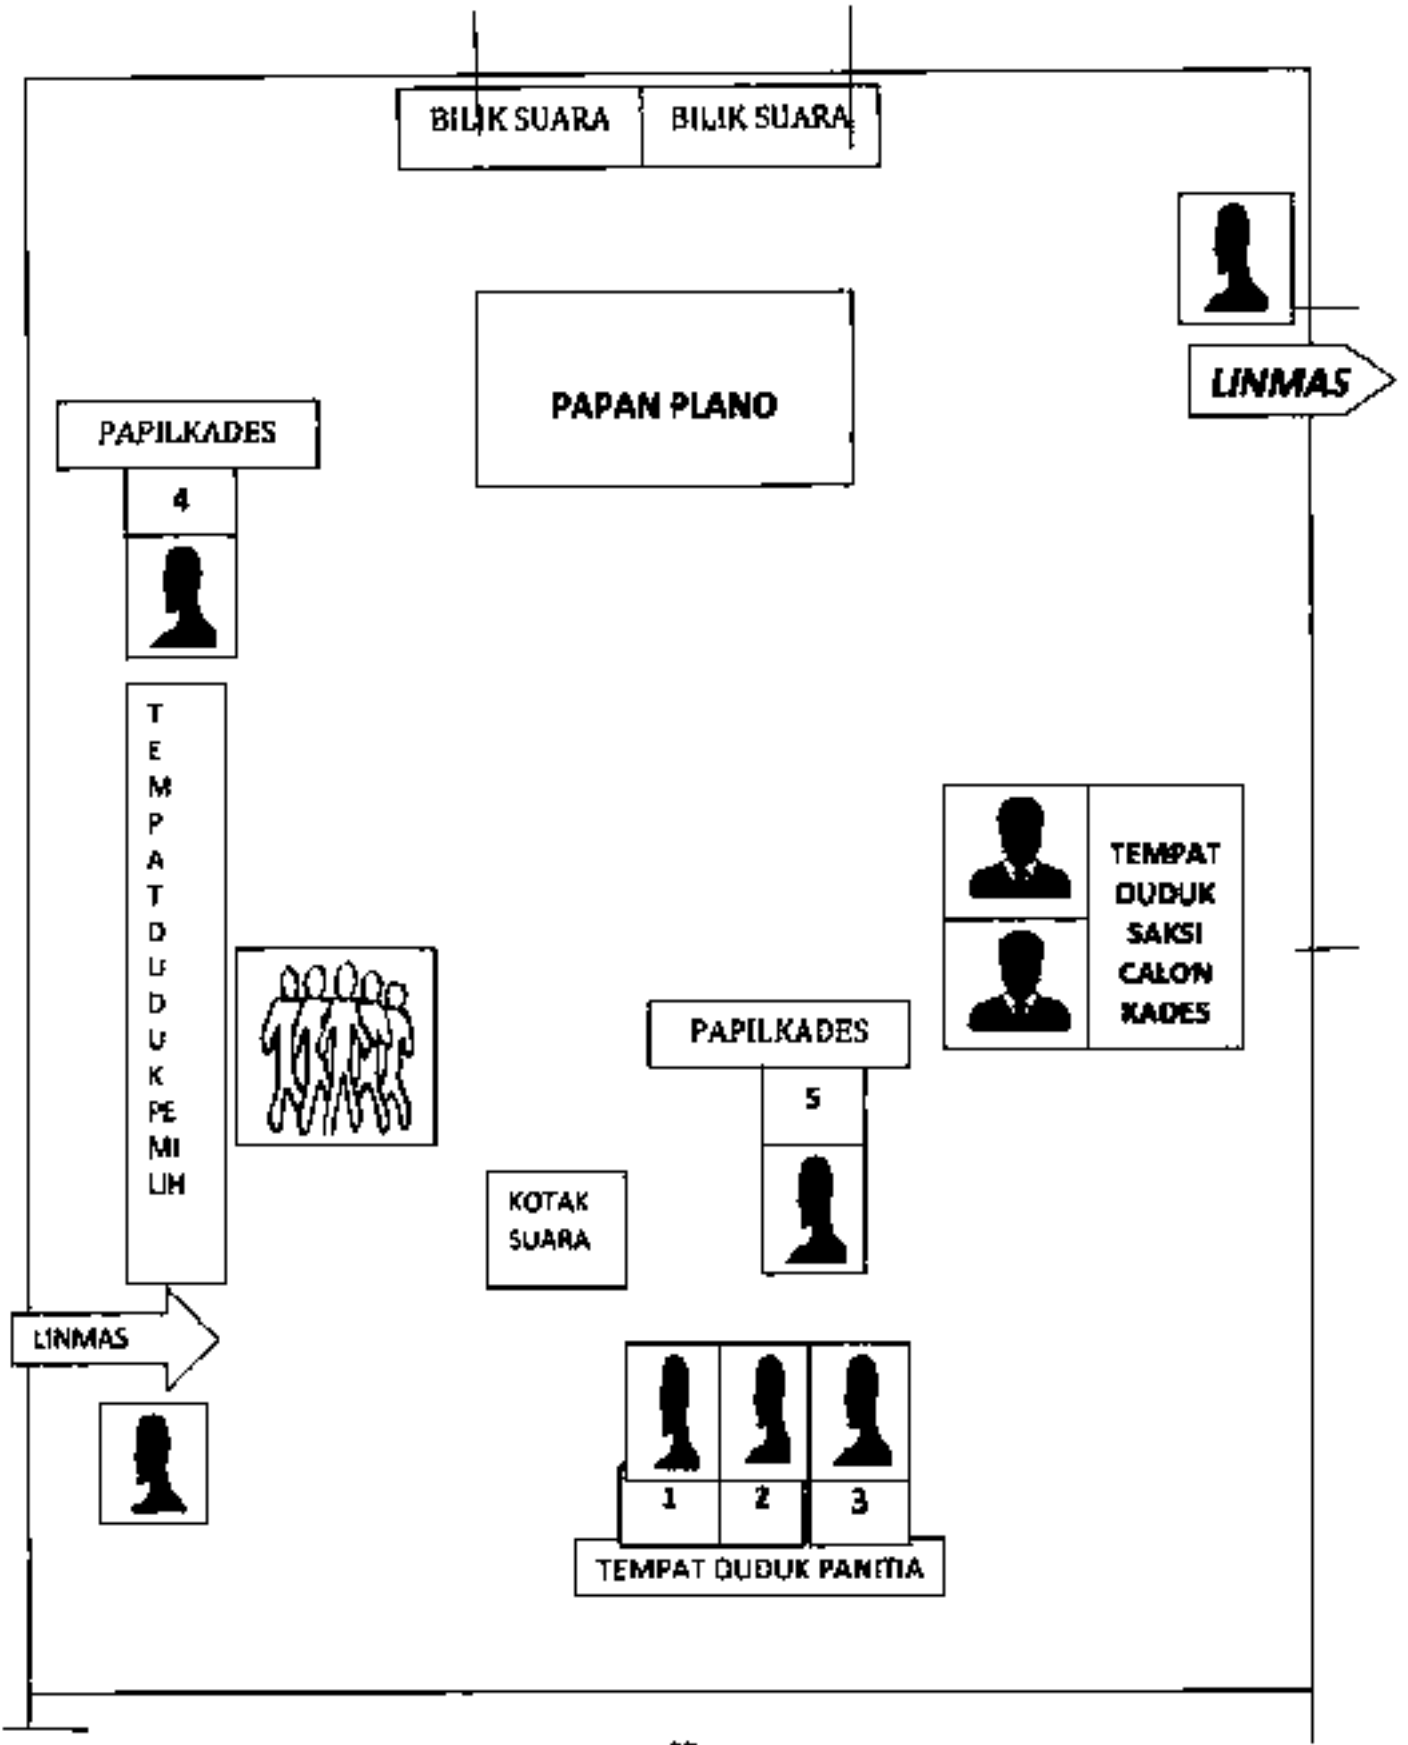 BILIK SUARA
BILIK SUARA
LINMAS
PAPAN PLANO
PAPILKADES
4
T
E
M
P
A
T
D
U
D
U
K
PE
MI
LIH
TEMPAT
DUDUK
SAKSI
CALON
KADES
PAPILKADES
5
KOTAK
SUARA
LINMAS
1
2
3
TEMPAT DUDUK PANITIA